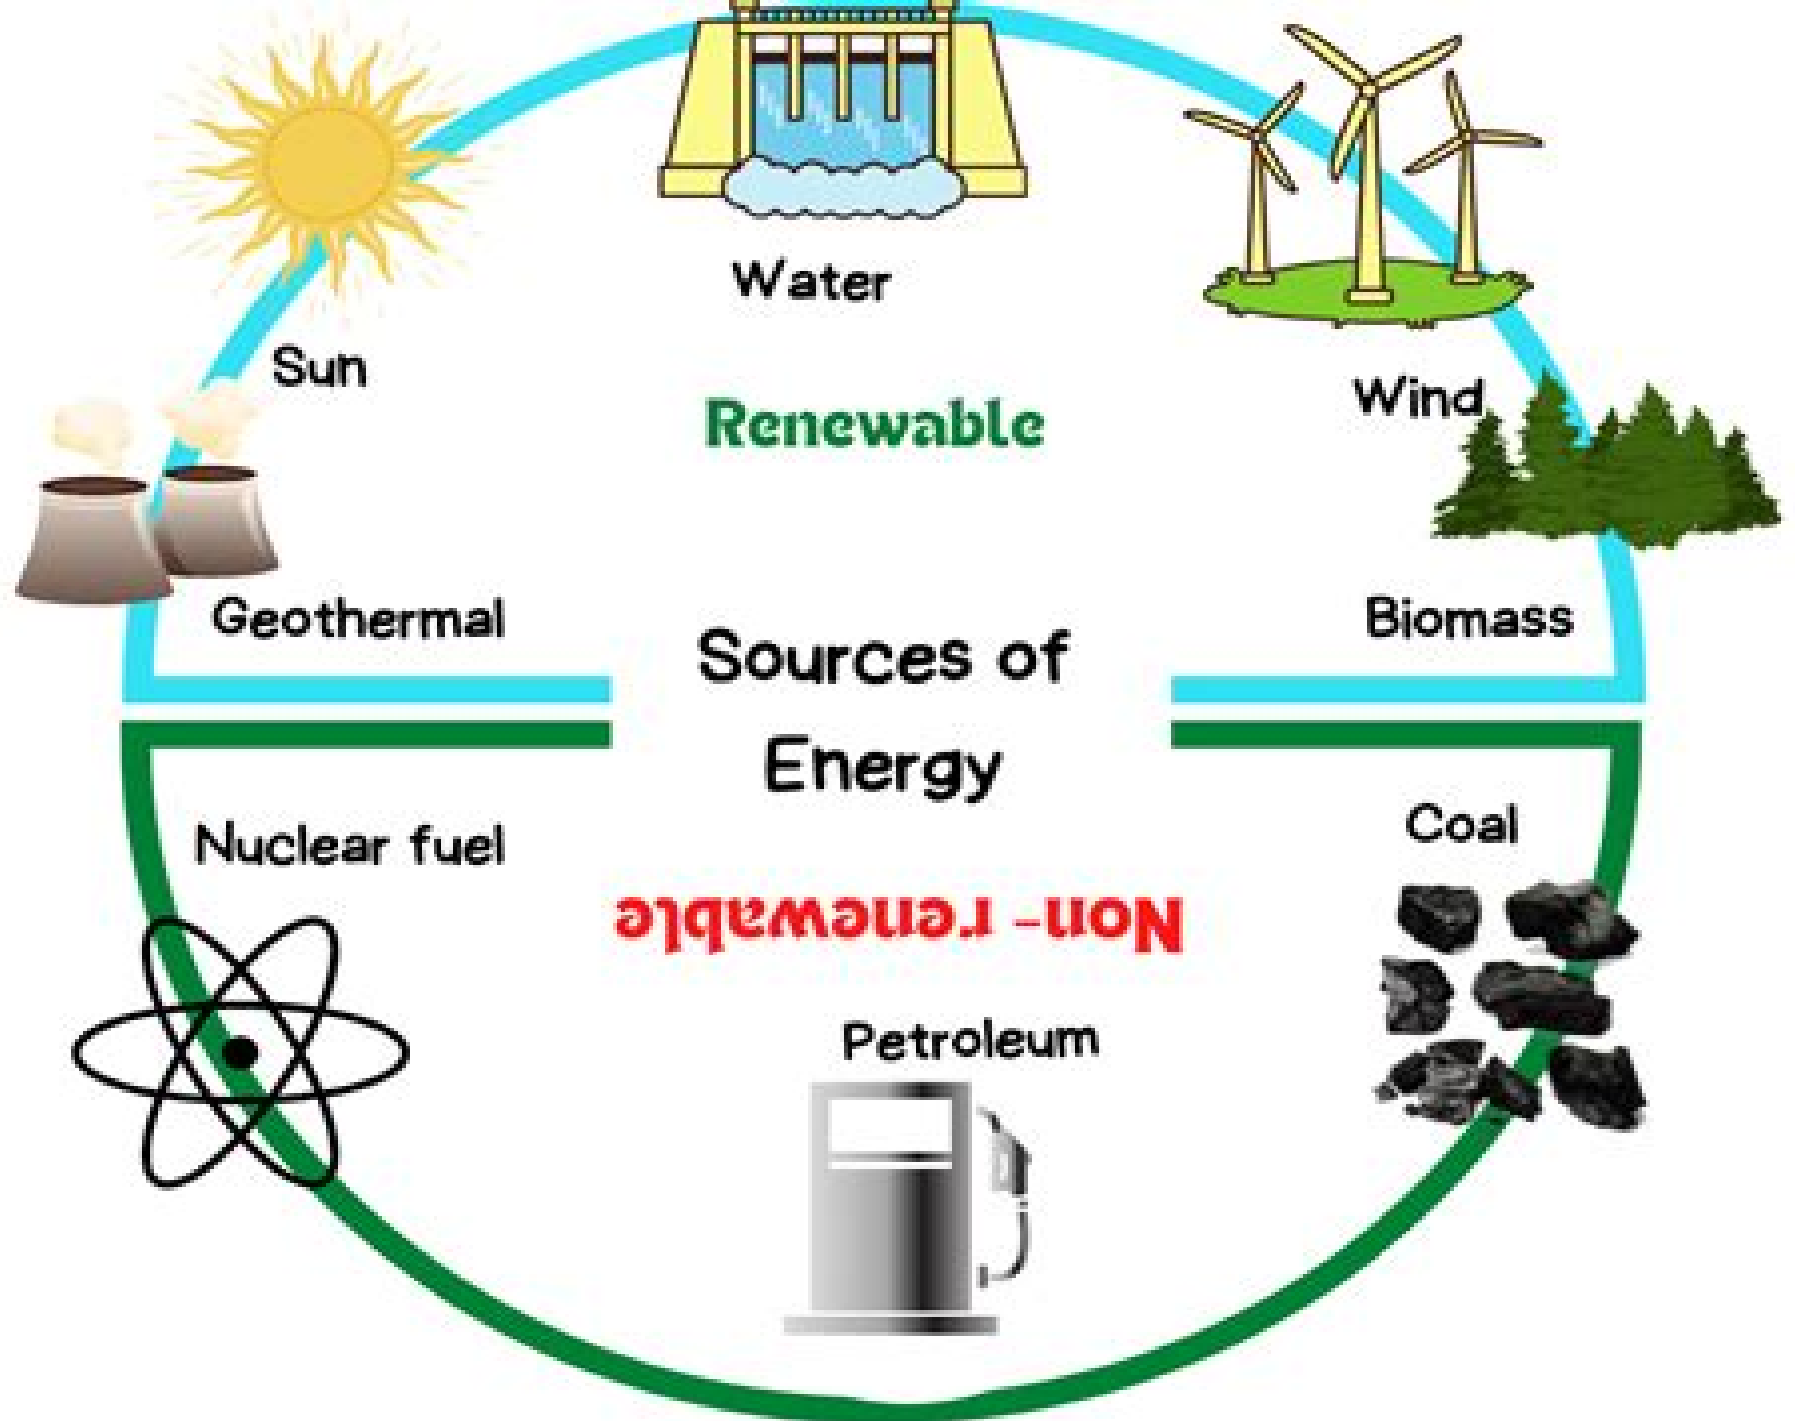 Water
Sun
Wind
Renewable
Geothermal
Biomass
Sources of
Energy
Coal
Nuclear fuel
Non-renewable
Petroleum